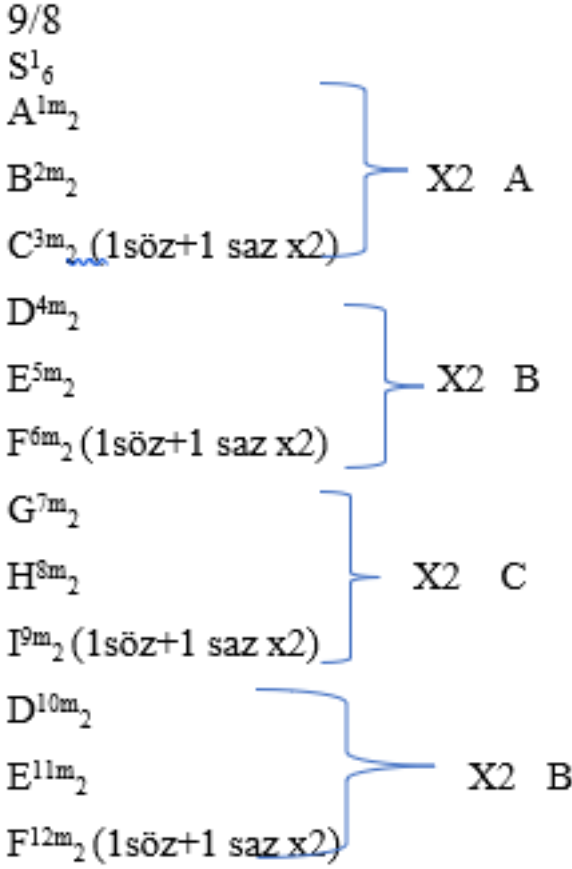 9/8
S¹₆
A¹ᵐ₂
B²ᵐ₂ X2 A
C³ᵐ₂ (1söz+1 saz x2)
D⁴ᵐ₂
E⁵ᵐ₂ X2 B
F⁶ᵐ₂ (1söz+1 saz x2)
G⁷ᵐ₂
H⁸ᵐ₂ X2 C
I⁹ᵐ₂ (1söz+1 saz x2)
D¹⁰ᵐ₂
E¹¹ᵐ₂ X2 B
F¹²ᵐ₂ (1söz+1 saz x2)